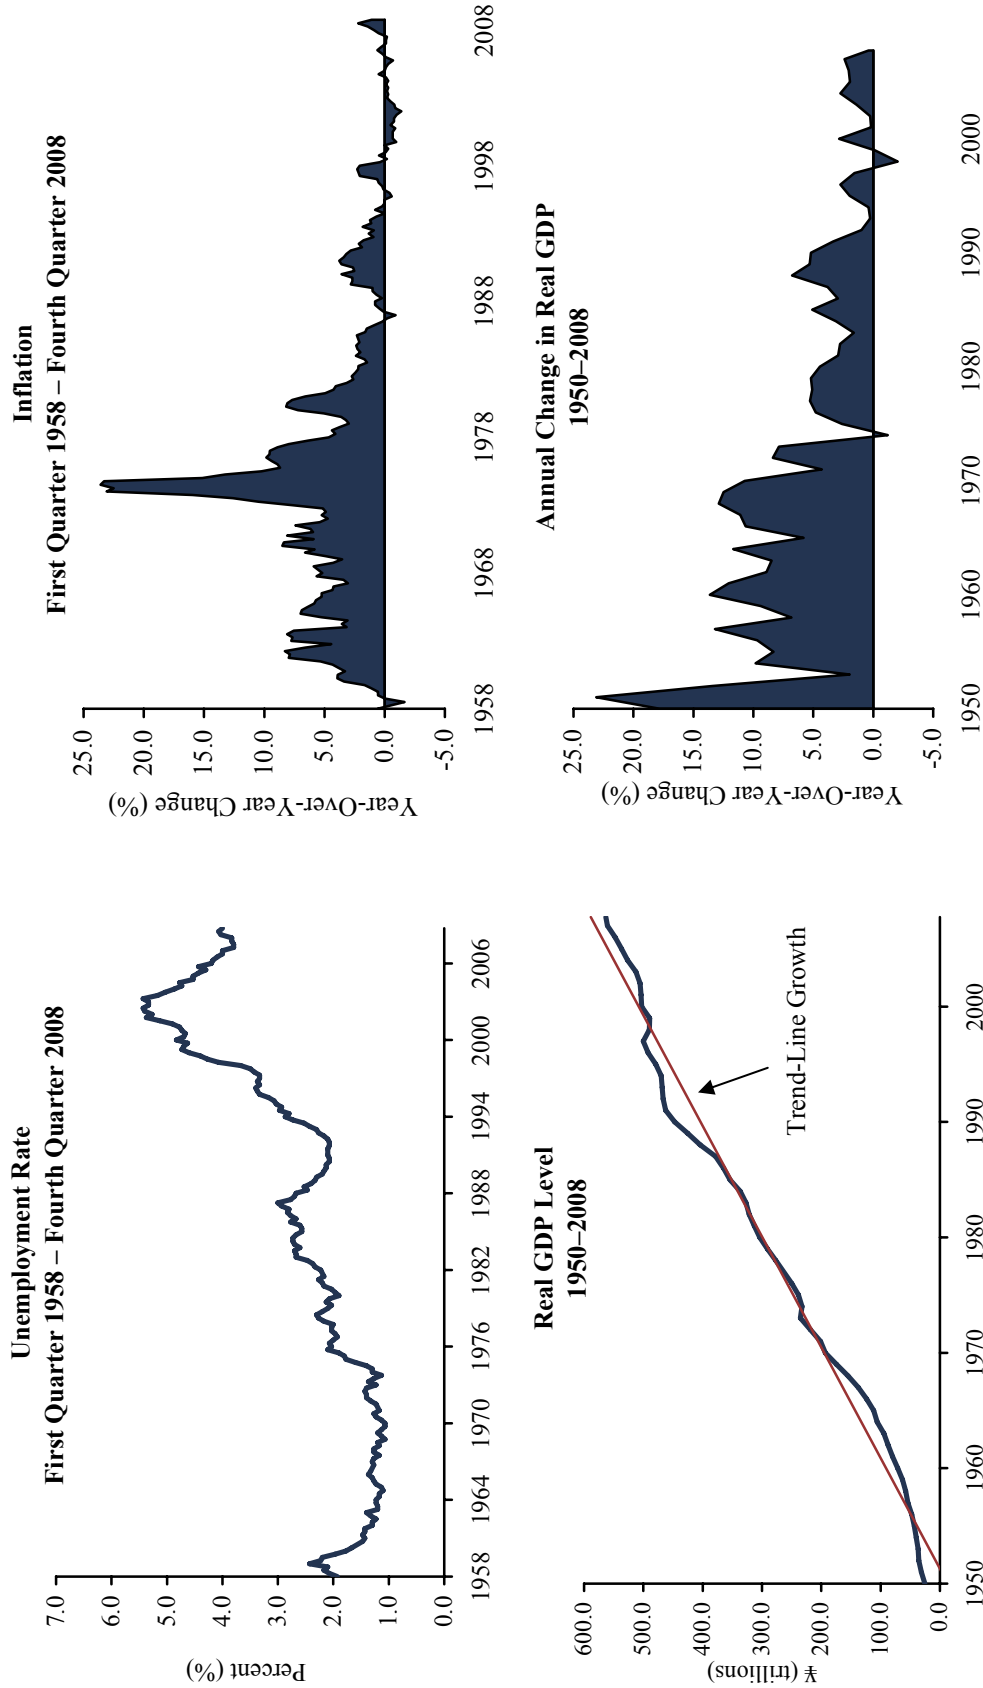 Unemployment Rate
First Quarter 1958 – Fourth Quarter 2008
7.0
6.0
5.0
4.0
3.0
2.0
1.0
0.0
Percent (%)
1958 1964 1970 1976 1982 1988 1994 2000 2006
Inflation
First Quarter 1958 – Fourth Quarter 2008
25.0
20.0
15.0
10.0
5.0
0.0
-5.0
Year-Over-Year Change (%)
1958 1968 1978 1988 1998 2008
Real GDP Level
1950–2008
600.0
500.0
400.0
300.0
200.0
100.0
0.0
¥ (trillions)
Trend-Line Growth
1950 1960 1970 1980 1990 2000
Annual Change in Real GDP
1950–2008
25.0
20.0
15.0
10.0
5.0
0.0
-5.0
Year-Over-Year Change (%)
1950 1960 1970 1980 1990 2000